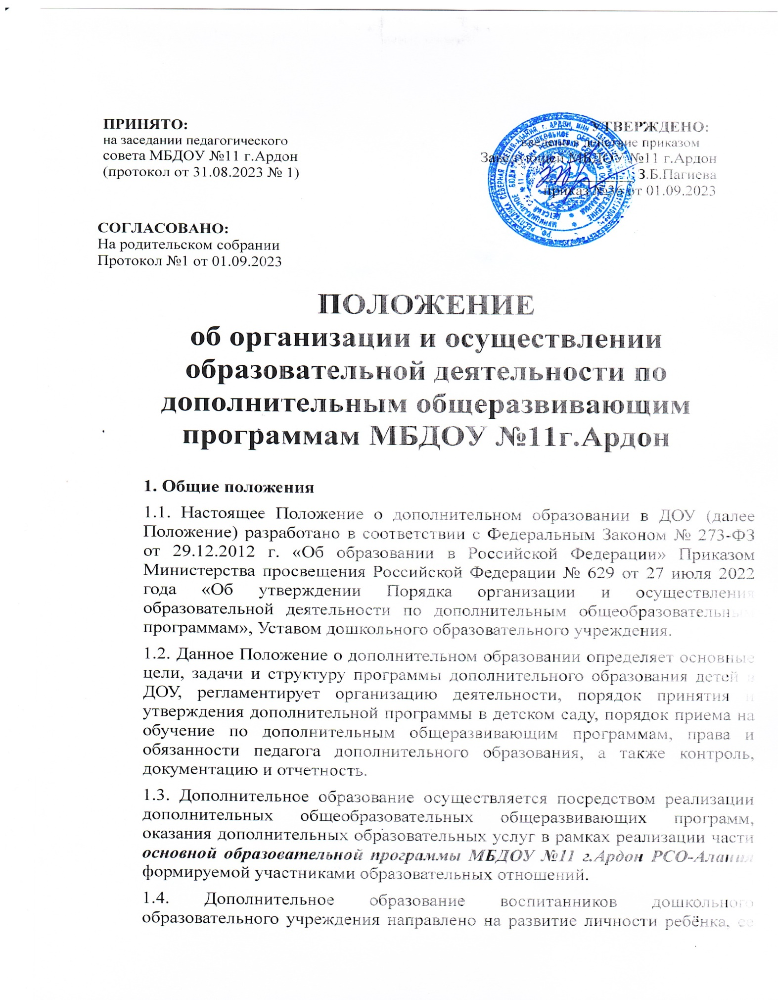 ПРИНЯТО:
на заседании педагогического
совета МБДОУ №11 г.Ардон
(протокол от 31.08.2023 № 1)
УТВЕРЖДЕНО:
введено в действие приказом
Заведующей МБДОУ №11 г.Ардон
З.Б.Пагиева
приказ №36 от 01.09.2023
СОГЛАСОВАНО:
На родительском собрании
Протокол №1 от 01.09.2023
ПОЛОЖЕНИЕ
об организации и осуществлении
образовательной деятельности по
дополнительным общеразвивающим
программам МБДОУ №11г.Ардон
1. Общие положения
1.1. Настоящее Положение о дополнительном образовании в ДОУ (далее
Положение) разработано в соответствии с Федеральным Законом № 273-ФЗ
от 29.12.2012 г. «Об образовании в Российской Федерации» Приказом
Министерства просвещения Российской Федерации № 629 от 27 июля 2022
года «Об утверждении Порядка организации и осуществления
образовательной деятельности по дополнительным общеобразовательным
программам», Уставом дошкольного образовательного учреждения.
1.2. Данное Положение о дополнительном образовании определяет основные
цели, задачи и структуру программы дополнительного образования детей в
ДОУ, регламентирует организацию деятельности, порядок принятия и
утверждения дополнительной программы в детском саду, порядок приема на
обучение по дополнительным общеразвивающим программам, права и
обязанности педагога дополнительного образования, а также контроль,
документацию и отчетность.
1.3. Дополнительное образование осуществляется посредством реализации
дополнительных общеобразовательных общеразвивающих программ,
оказания дополнительных образовательных услуг в рамках реализации части
основной образовательной программы МБДОУ №11 г.Ардон РСО-Алания
формируемой участниками образовательных отношений.
1.4. Дополнительное образование воспитанников дошкольного
образовательного учреждения направлено на развитие личности ребёнка, ее